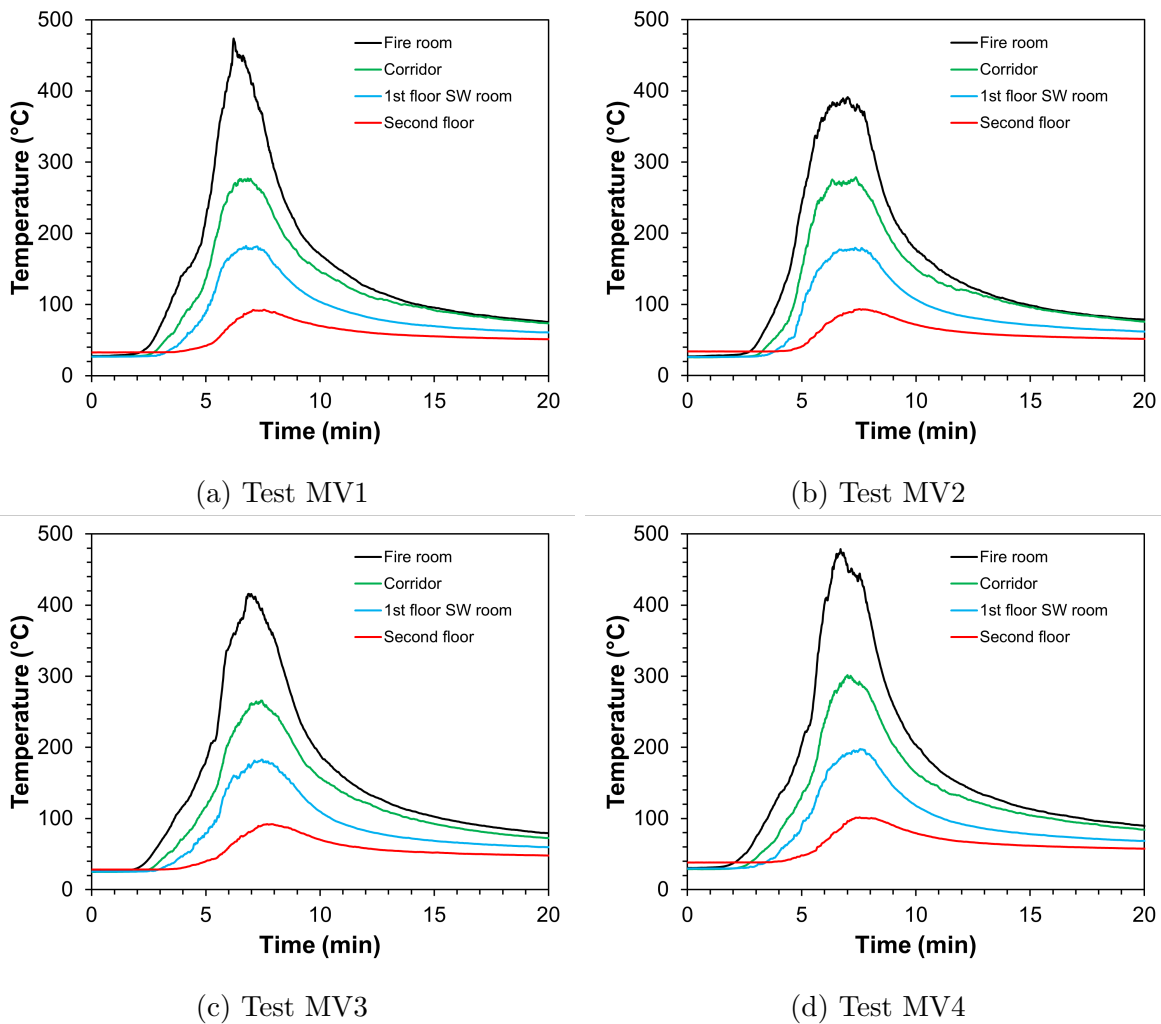 500
400
300
200
100
0
Temperature (°C)
Fire room
Corridor
1st floor SW room
Second floor
0 5 10 15 20
Time (min)
(a) Test MV1
500
400
300
200
100
0
Temperature (°C)
Fire room
Corridor
1st floor SW room
Second floor
0 5 10 15 20
Time (min)
(b) Test MV2
500
400
300
200
100
0
Temperature (°C)
Fire room
Corridor
1st floor SW room
Second floor
0 5 10 15 20
Time (min)
(c) Test MV3
500
400
300
200
100
0
Temperature (°C)
Fire room
Corridor
1st floor SW room
Second floor
0 5 10 15 20
Time (min)
(d) Test MV4